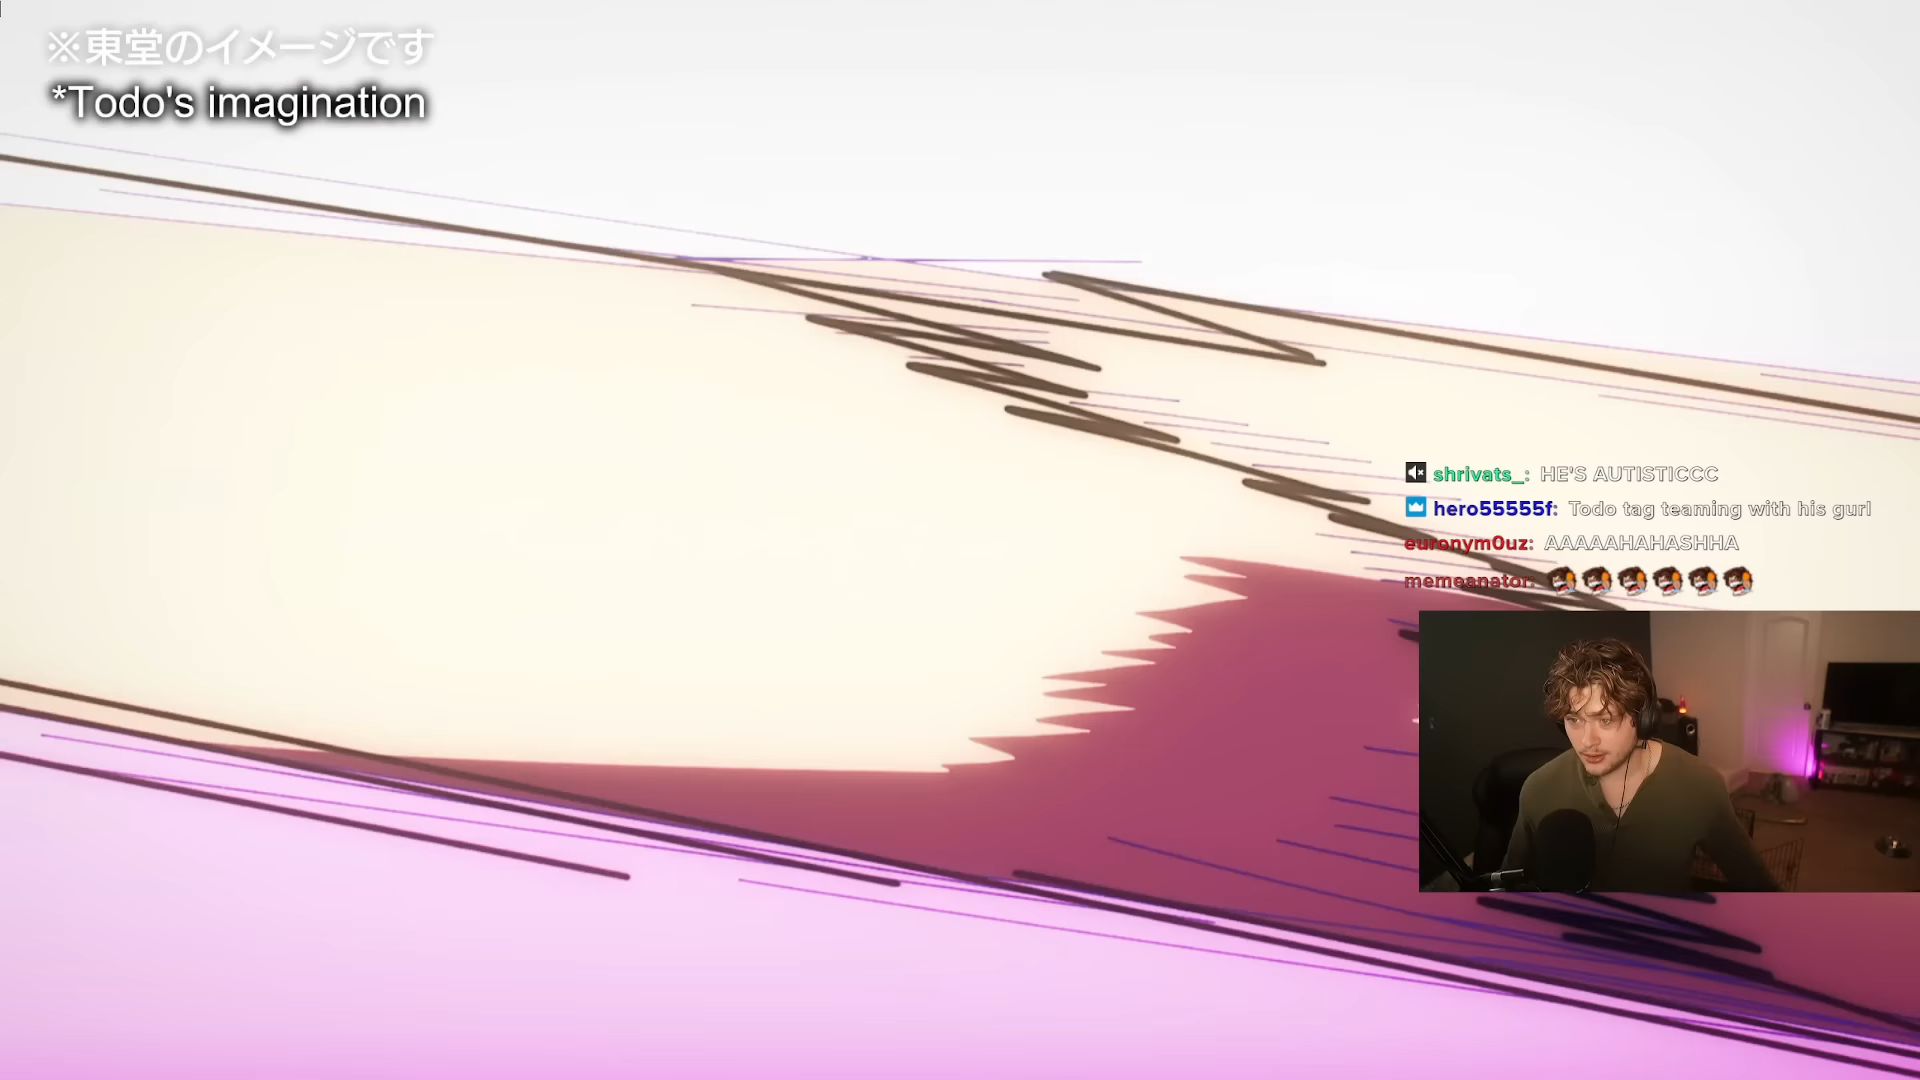 ※東堂のイメージです
*Todo's imagination
shrivats_: HE'S AUTISTICCC
hero55555f: Todo tag teaming with his gurl
euronym0uz: AAAAAHAHASHHA
memeanator: